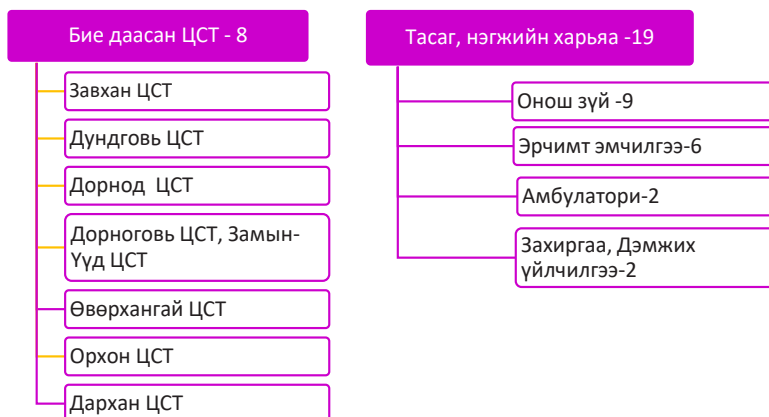 Бие даасан ЦСТ - 8
Завхан ЦСТ
Дундговь ЦСТ
Дорнод ЦСТ
Дорноговь ЦСТ, Замын-
Үүд ЦСТ
Өвөрхангай ЦСТ
Орхон ЦСТ
Дархан ЦСТ
Тасаг, нэгжийн харьяа -19
Онош зүй -9
Эрчимт эмчилгээ-6
Амбулатори-2
Захиргаа, Дэмжих
үйлчилгээ-2